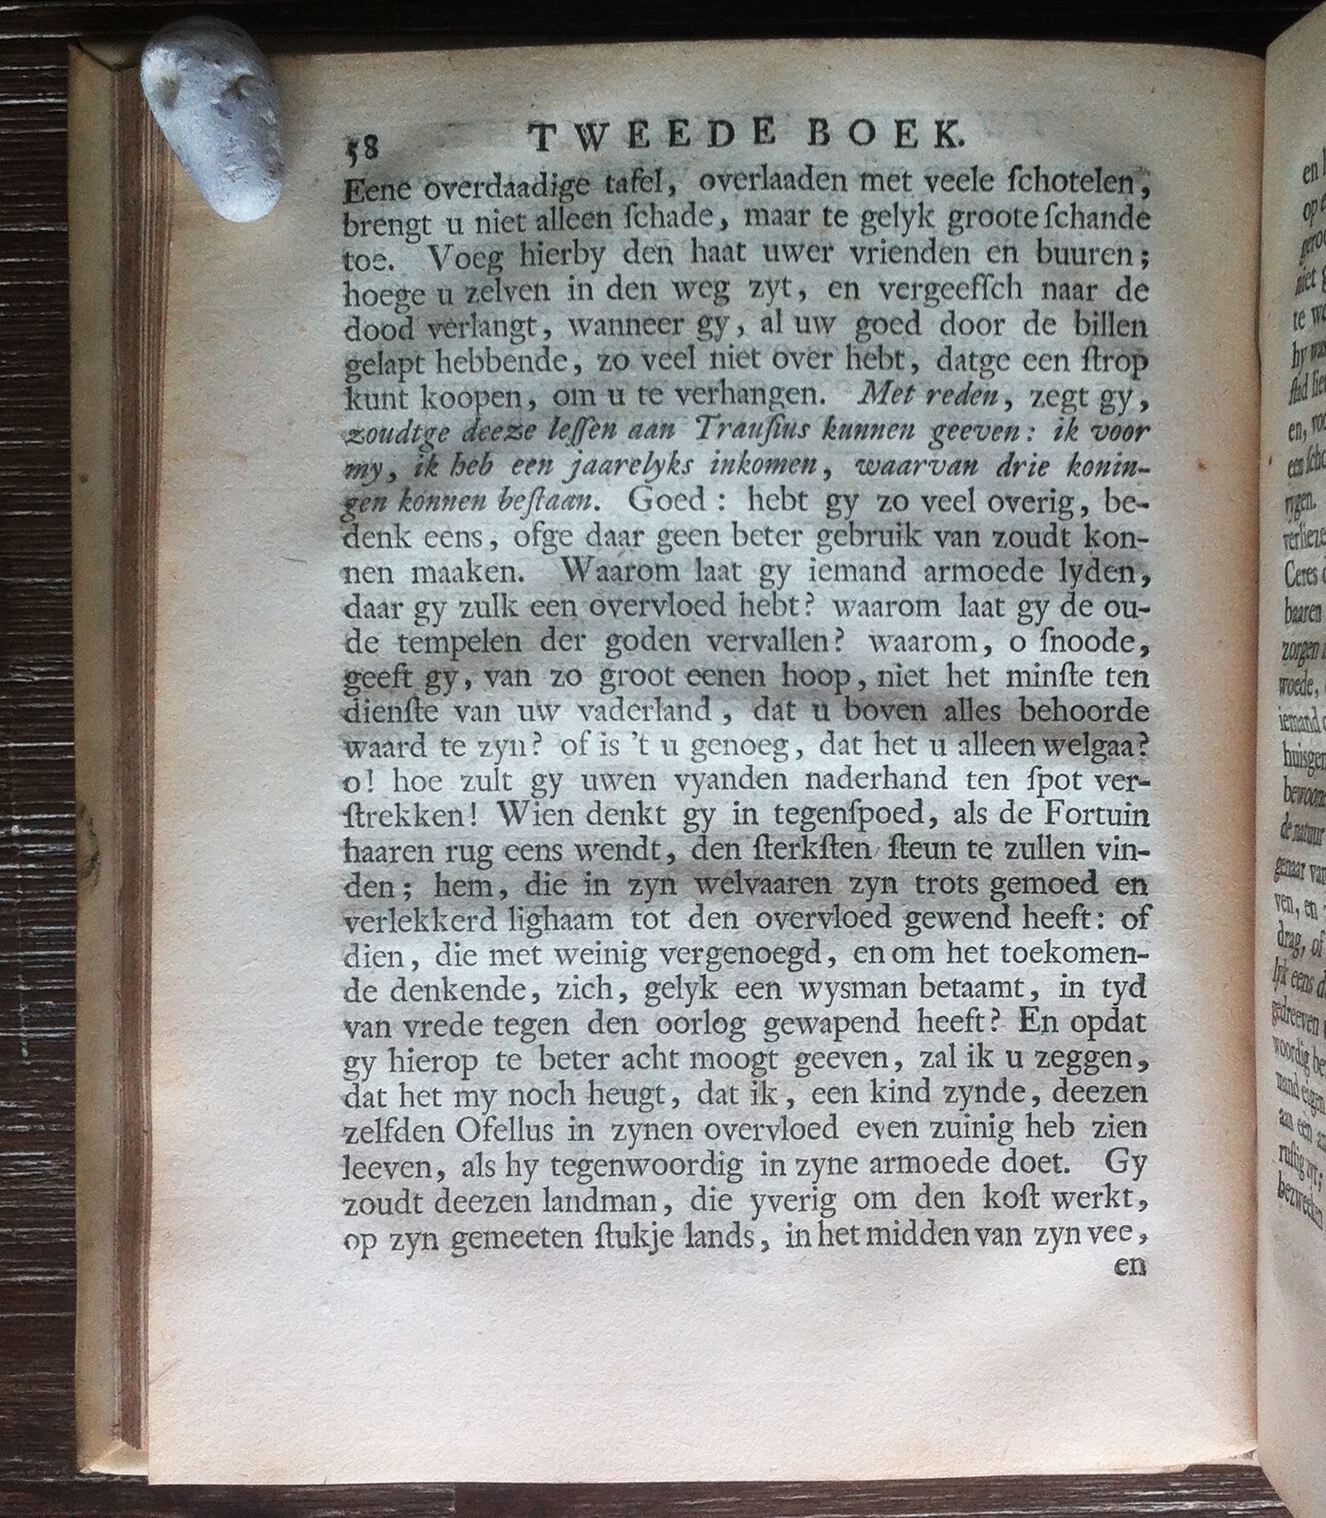 58 TWEEDE BOEK.
Eene overdaadige tafel, overlaaden met veele ſchotelen,
brengt u niet alleen ſchade, maar te gelyk groote ſchande
toe. Voeg hierby den haat uwer vrienden en buuren;
hoege u zelven in den weg zyt, en vergeefſch naar de
dood verlangt, wanneer gy, al uw goed door de billen
gelapt hebbende, zo veel niet over hebt, datge een ſtrop
kunt koopen, om u te verhangen. Met reden, zegt gy,
zoudtge deeze leſſen aan Trauſius kunnen geeven: ik voor
my, ik heb een jaarelyks inkomen, waarvan drie konin-
gen konnen beſtaan. Goed: hebt gy zo veel overig, be-
denk eens, ofge daar geen beter gebruik van zoudt kon-
nen maaken. Waarom laat gy iemand armoede lyden,
daar gy zulk een overvloed hebt? waarom laat gy de ou-
de tempelen der goden vervallen? waarom, o ſnoode,
geeft gy, van zo groot eenen hoop, niet het minſte ten
dienſte van uw vaderland, dat u boven alles behoorde
waard te zyn? of is 't u genoeg, dat het u alleen welgaa?
o! hoe zult gy uwen vyanden naderhand ten ſpot ver-
ſtrekken! Wien denkt gy in tegenſpoed, als de Fortuin
haaren rug eens wendt, den ſterkſten ſteun te zullen vin-
den; hem, die in zyn welvaaren zyn trots gemoed en
verlekkerd lighaam tot den overvloed gewend heeft: of
dien, die met weinig vergenoegd, en om het toekomen-
de denkende, zich, gelyk een wysman betaamt, in tyd
van vrede tegen den oorlog gewapend heeft? En opdat
gy hierop te beter acht moogt geeven, zal ik u zeggen,
dat het my noch heugt, dat ik, een kind zynde, deezen
zelfden Ofellus in zynen overvloed even zuinig heb zien
leeven, als hy tegenwoordig in zyne armoede doet. Gy
zoudt deezen landman, die yverig om den koſt werkt,
op zyn gemeeten ſtukje lands, in het midden van zyn vee,
en